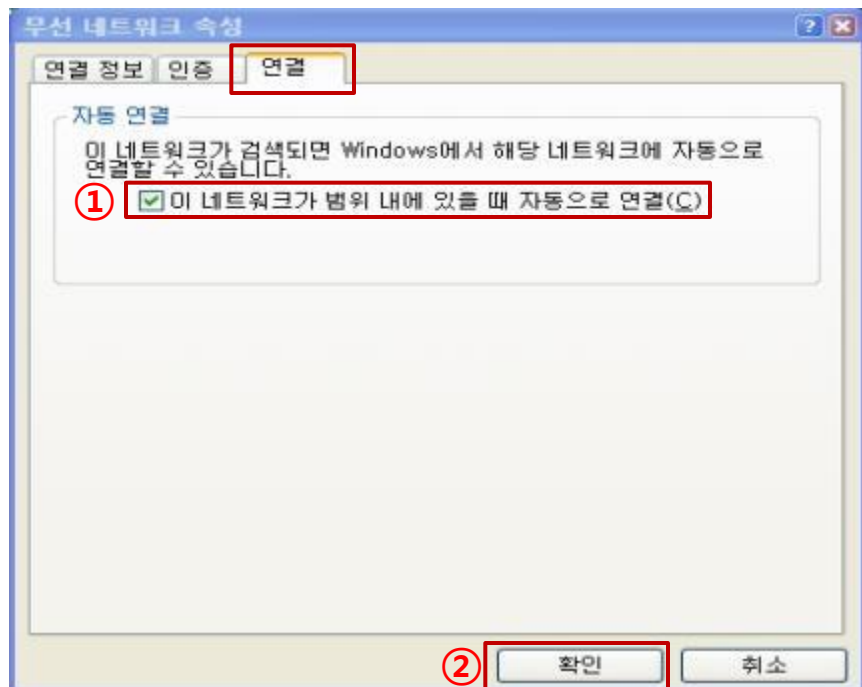 무선 네트워크 속성
연결 정보 인증 연결
자동 연결
이 네트워크가 검색되면 Windows에서 해당 네트워크에 자동으로
연결할 수 있습니다.
① 이 네트워크가 범위 내에 있을 때 자동으로 연결(C)
② 확인 취소